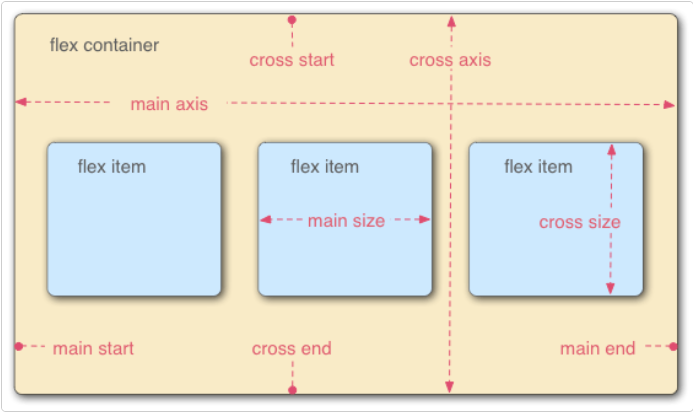 flex container
cross start
cross axis
main axis
flex item
flex item
flex item
main size
cross size
main start
cross end
main end